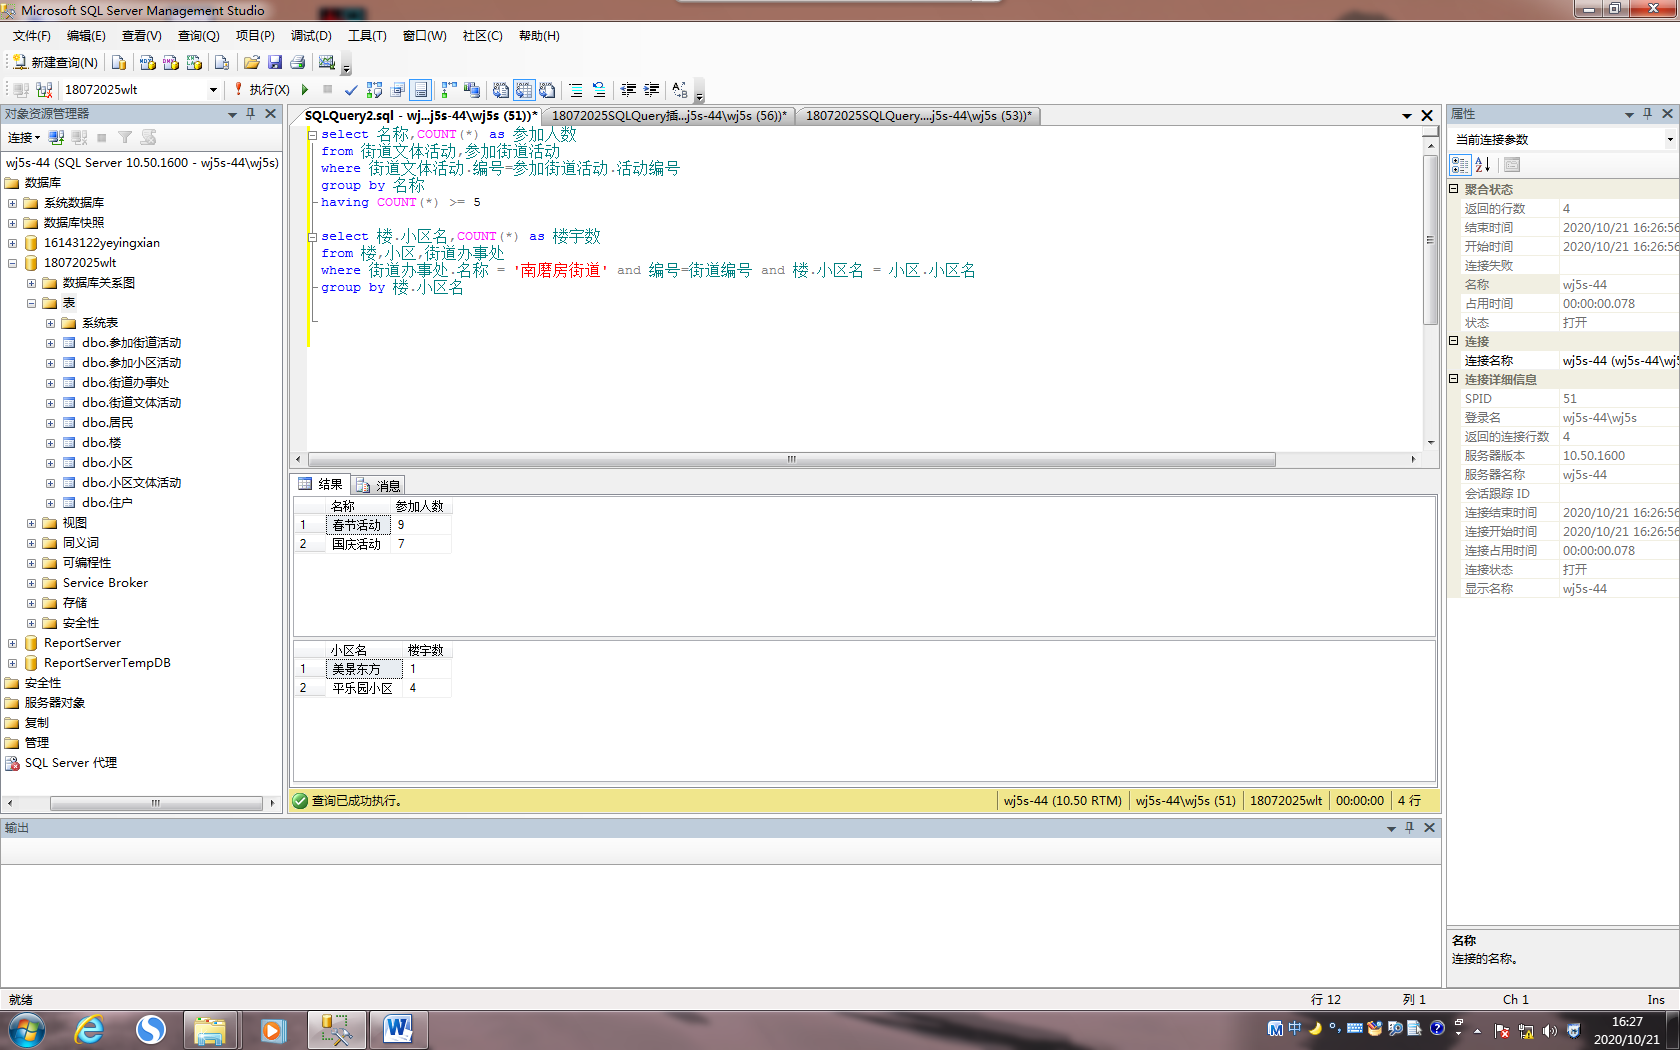 Microsoft SQL Server Management Studio
文件(F) 编辑(E) 查看(V) 查询(Q) 项目(P) 调试(D) 工具(T) 窗口(W) 社区(C) 帮助(H)
新建查询(N)
18072025wlt 执行(X)
对象资源管理器
连接
wj5s-44 (SQL Server 10.50.1600 - wj5s-44\wj5s)
数据库
系统数据库
数据库快照
16143122yeyingxian
18072025wlt
数据库关系图
表
系统表
dbo.参加街道活动
dbo.参加小区活动
dbo.街道办事处
dbo.街道文体活动
dbo.居民
dbo.楼
dbo.小区
dbo.小区文体活动
dbo.住户
视图
同义词
可编程性
Service Broker
存储
安全性
ReportServer
ReportServerTempDB
安全性
服务器对象
复制
管理
SQL Server 代理
SQLQuery2.sql - wj...j5s-44\wj5s (51))* 18072025SQLQuery插...j5s-44\wj5s (56))* 18072025SQLQuery....j5s-44\wj5s (53))*
select 名称,COUNT(*) as 参加人数
from 街道文体活动,参加街道活动
where 街道文体活动.编号=参加街道活动.活动编号
group by 名称
having COUNT(*) >= 5
select 楼.小区名,COUNT(*) as 楼宇数
from 楼,小区,街道办事处
where 街道办事处.名称 = '南磨房街道' and 编号=街道编号 and 楼.小区名 = 小区.小区名
group by 楼.小区名
结果 消息
名称 参加人数
1 春节活动 9
2 国庆活动 7
小区名 楼宇数
1 美景东方 1
2 平乐园小区 4
查询已成功执行。 wj5s-44 (10.50 RTM) wj5s-44\wj5s (51) 18072025wlt 00:00:00 4 行
属性
当前连接参数
聚合状态
返回的行数 4
结束时间 2020/10/21 16:26:56
开始时间 2020/10/21 16:26:56
连接失败
名称 wj5s-44
占用时间 00:00:00.078
状态 打开
连接
连接名称 wj5s-44 (wj5s-44\wj5
连接详细信息
SPID 51
登录名 wj5s-44\wj5s
返回的连接行数 4
服务器版本 10.50.1600
服务器名称 wj5s-44
会话跟踪 ID
连接结束时间 2020/10/21 16:26:56
连接开始时间 2020/10/21 16:26:56
连接占用时间 00:00:00.078
连接状态 打开
显示名称 wj5s-44
名称
连接的名称。
输出
就绪 行 12 列 1 Ch 1 Ins
中
16:27
2020/10/21